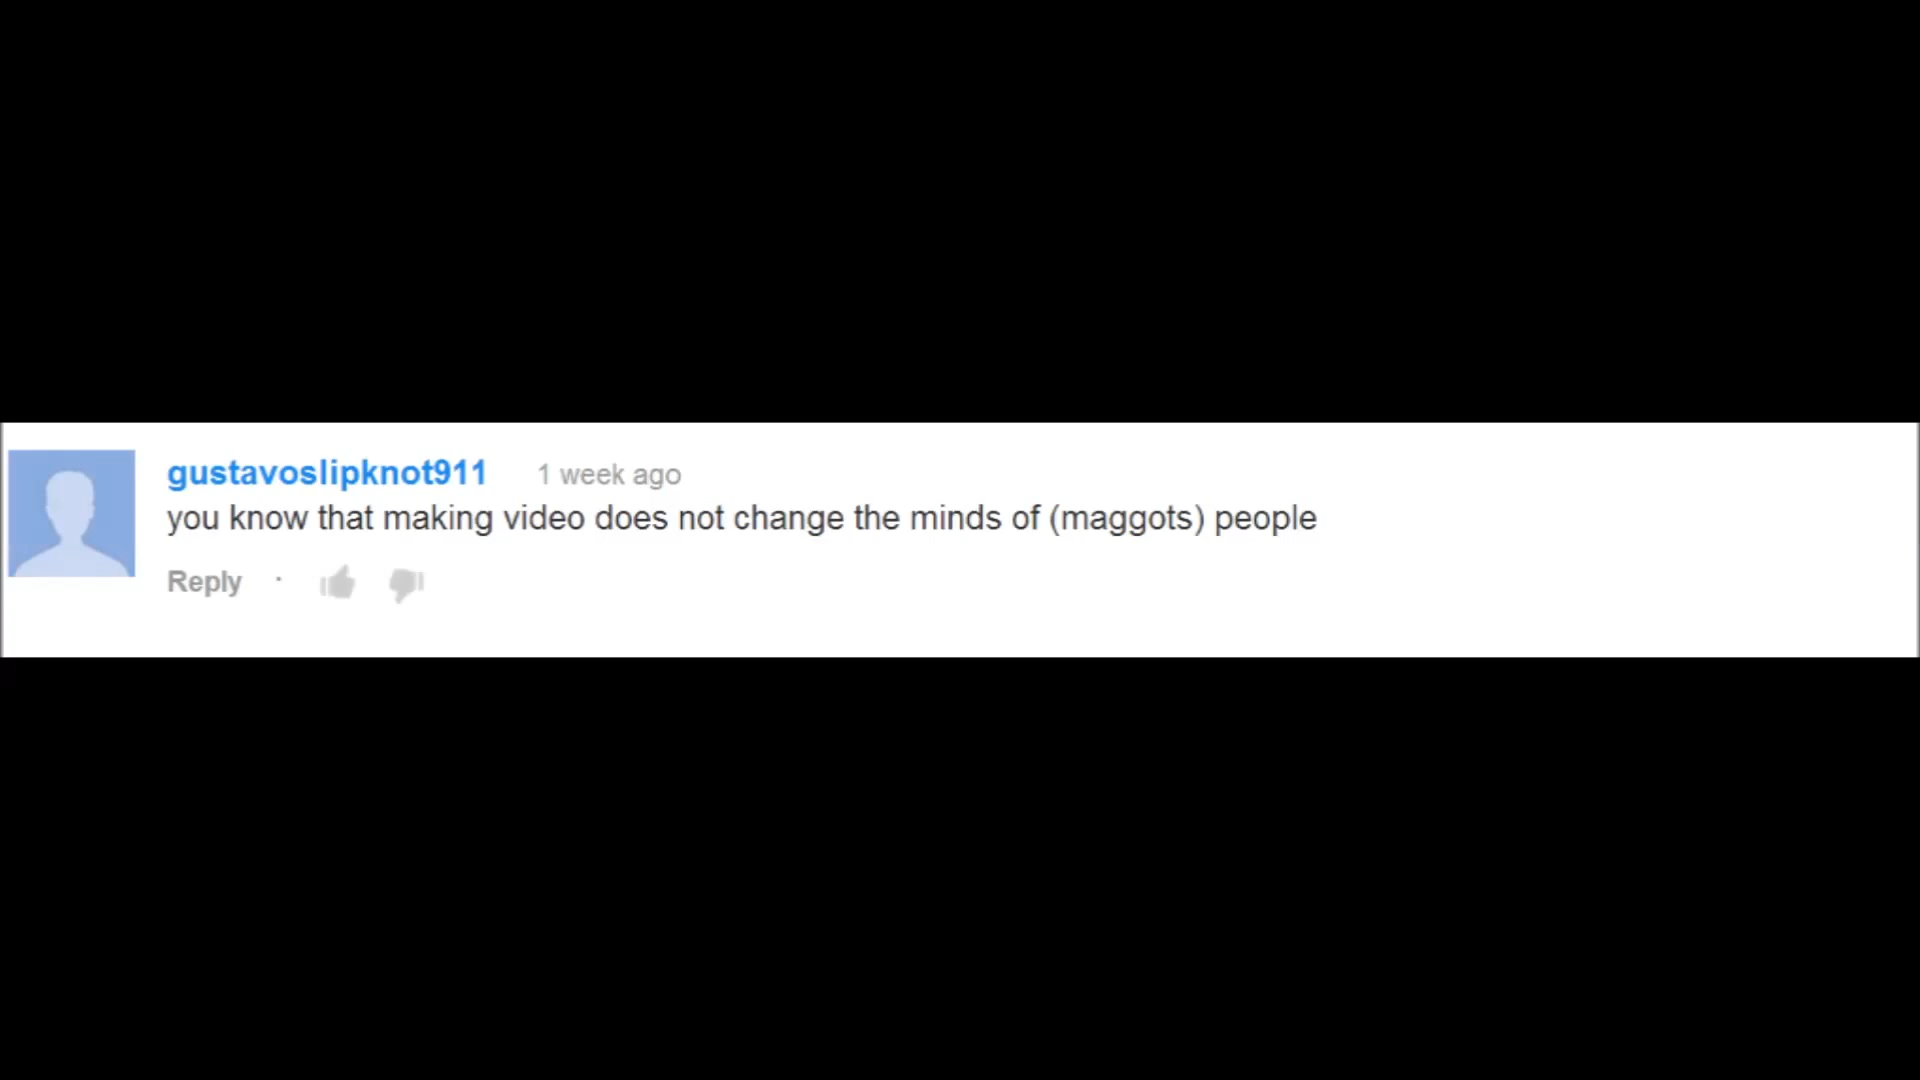 gustavoslipknot911 1 week ago
you know that making video does not change the minds of (maggots) people
Reply ·